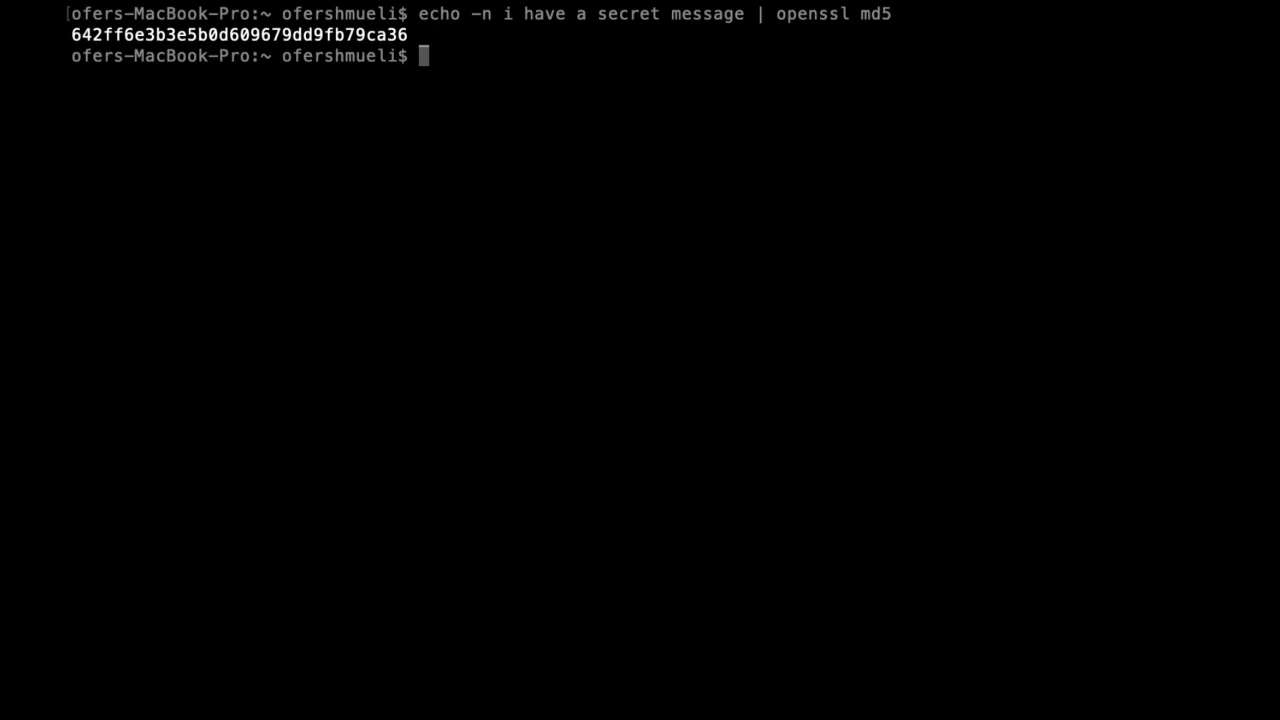 [ofers-MacBook-Pro:~ ofershmueli$ echo -n i have a secret message | openssl md5
642ff6e3b3e5b0d609679dd9fb79ca36
ofers-MacBook-Pro:~ ofershmueli$